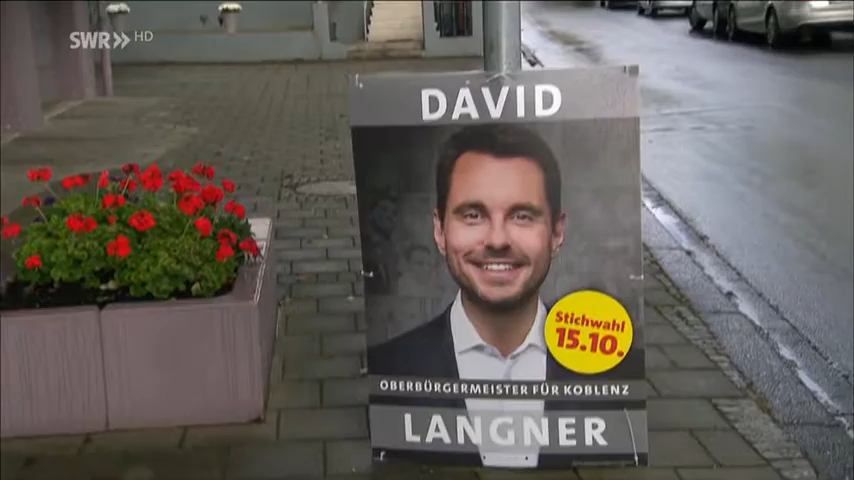 SWR» HD
DAVID
Stichwahl
15.10.
OBERBÜRGERMEISTER FÜR KOBLENZ
LANGNER